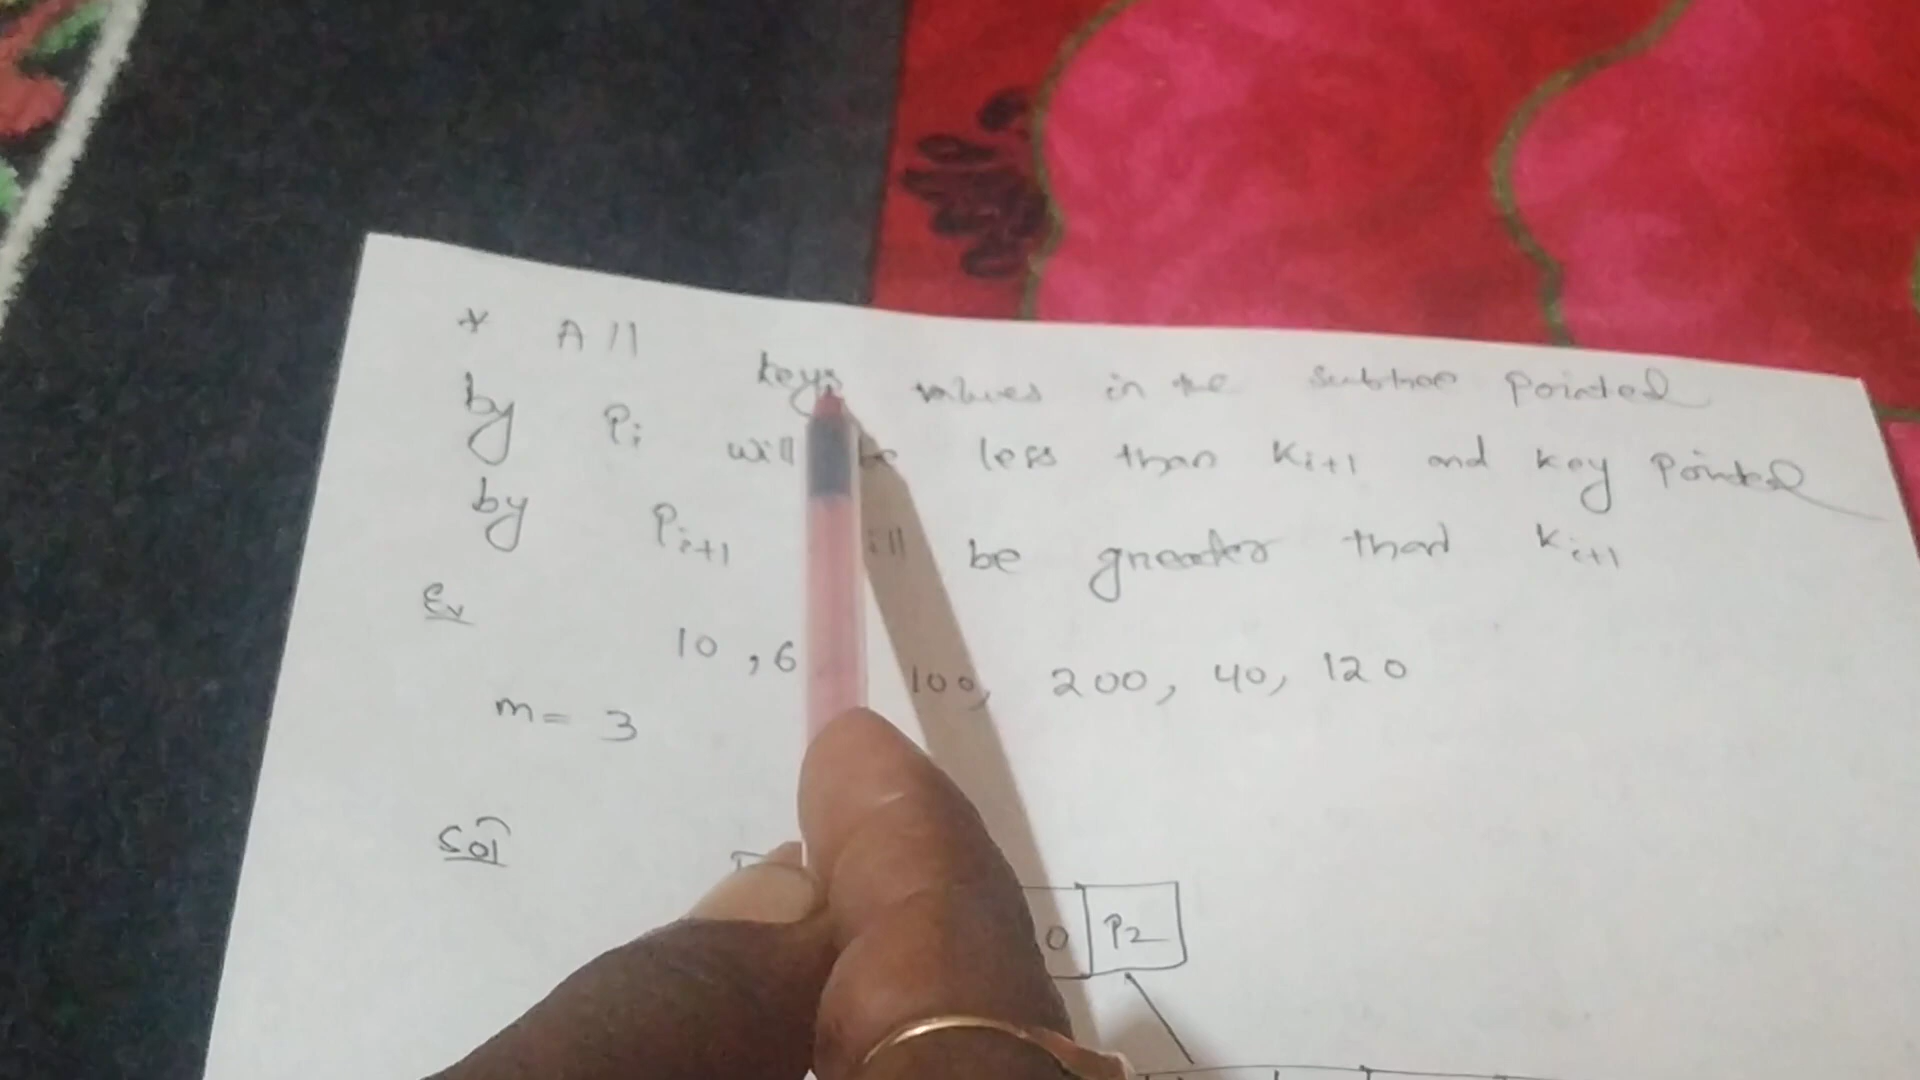 * All keys values in the subtree pointed
by Pi will be less than Ki+1 and key pointed
by Pi+1 will be greater than Ki+1
Ex
10, 6 100, 200, 40, 120
m = 3
Sol
0 P2